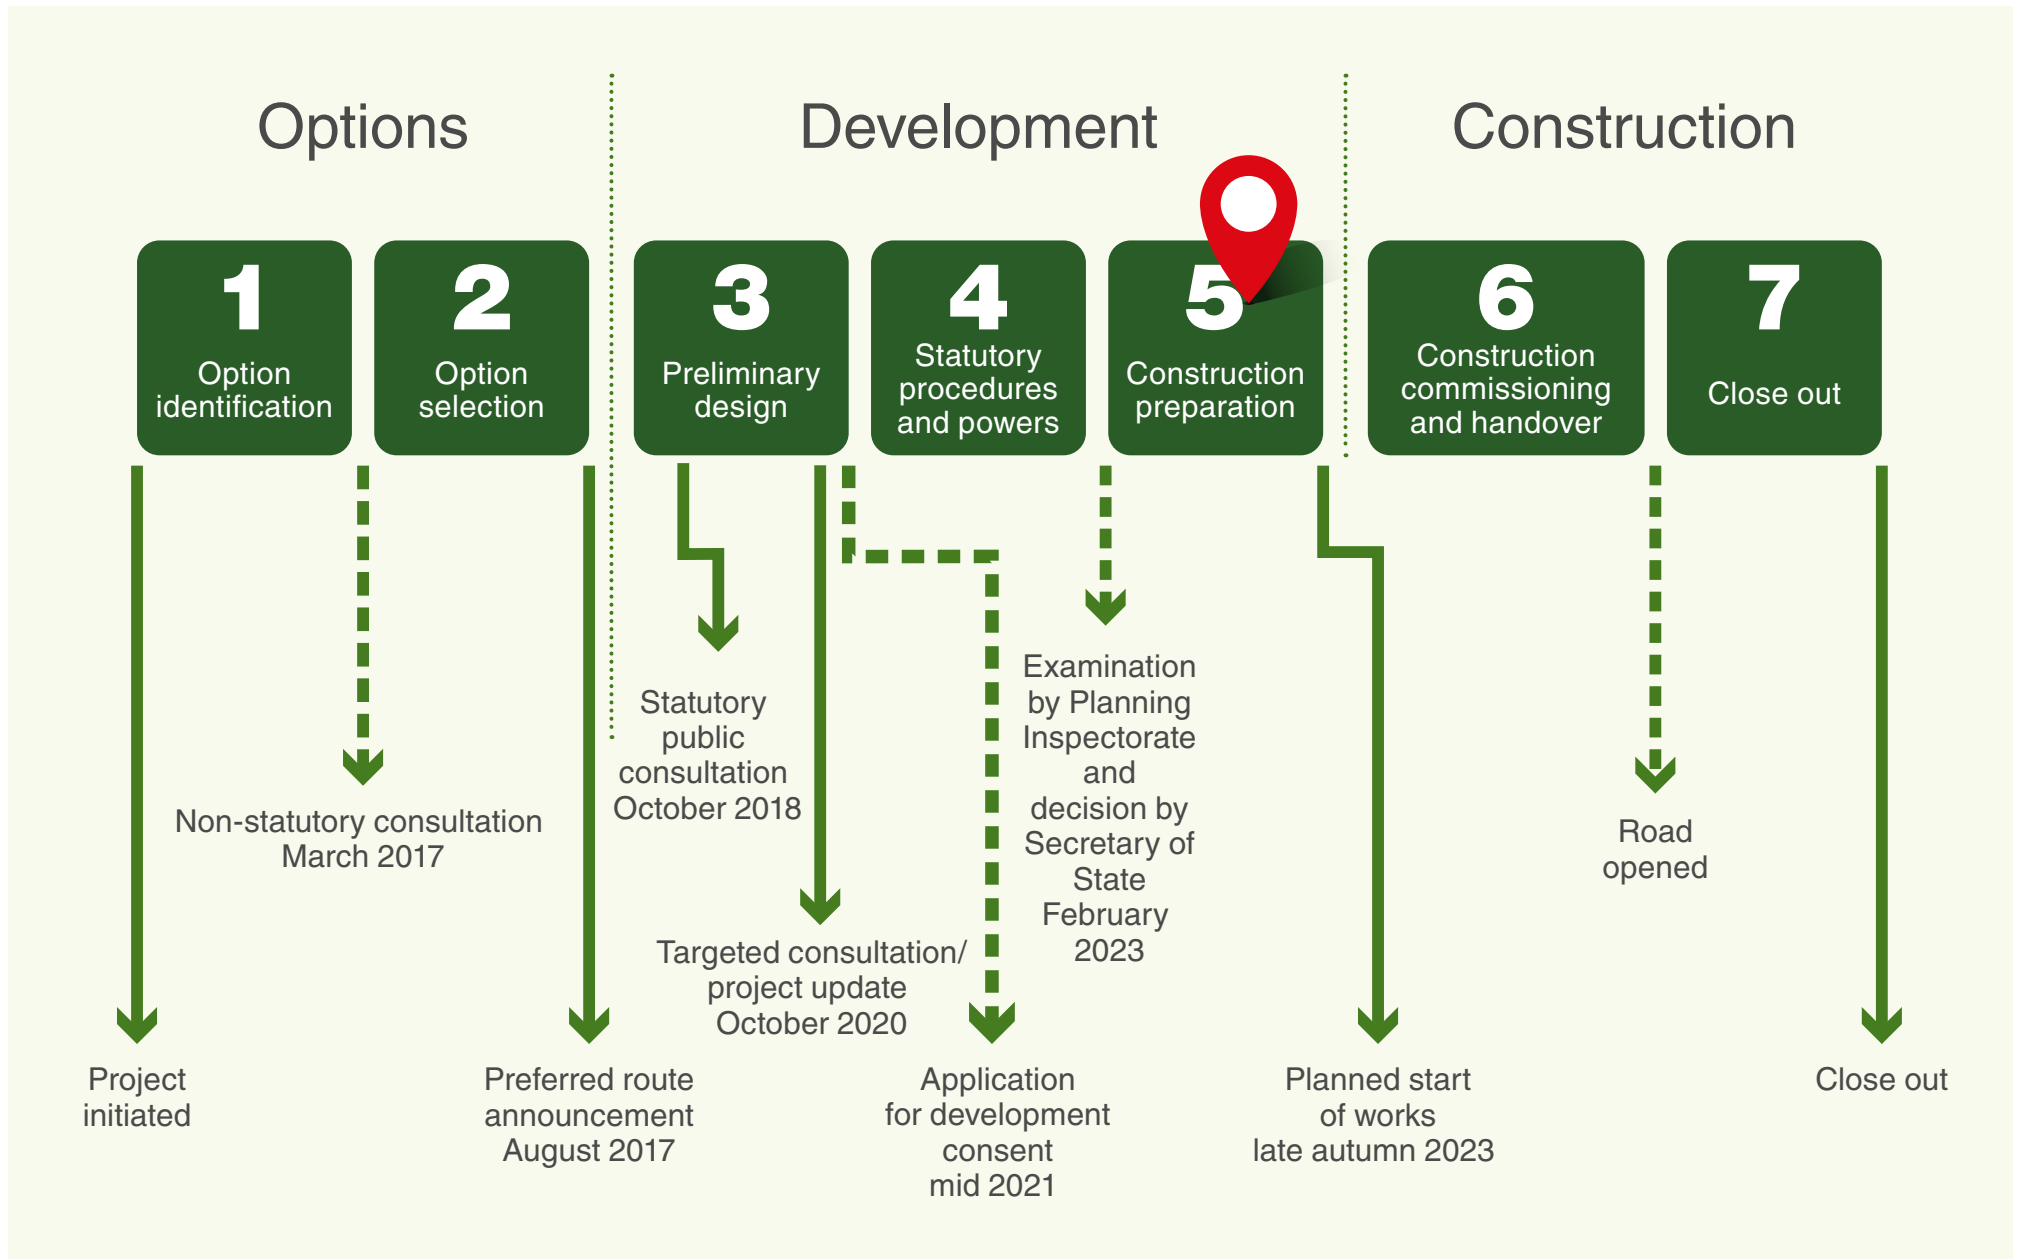 Options
Development
Construction
1
Option
identification
2
Option
selection
3
Preliminary
design
4
Statutory
procedures
and powers
5
Construction
preparation
6
Construction
commissioning
and handover
7
Close out
Project
initiated
Non-statutory consultation
March 2017
Preferred route
announcement
August 2017
Statutory
public
consultation
October 2018
Targeted consultation/
project update
October 2020
Application
for development
consent
mid 2021
Examination
by Planning
Inspectorate
and
decision by
Secretary of
State
February
2023
Planned start
of works
late autumn 2023
Road
opened
Close out